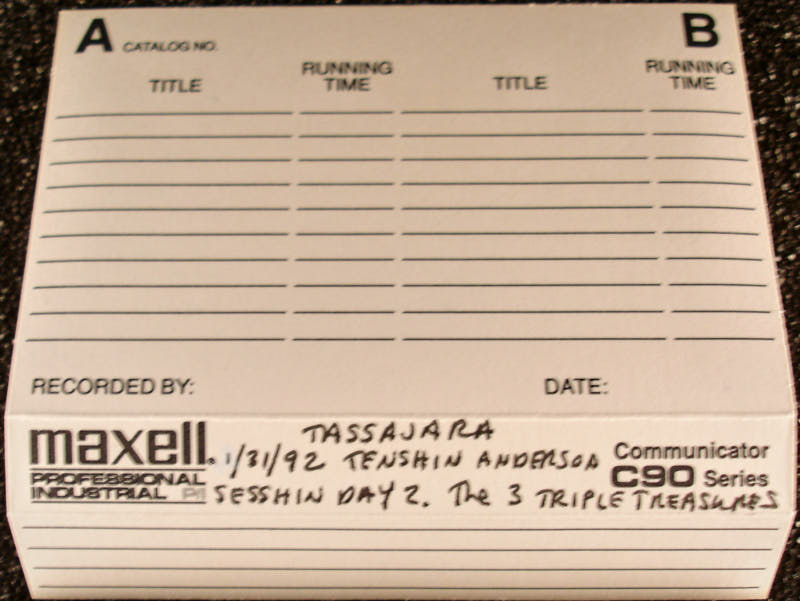 A CATALOG NO. B
TITLE RUNNING TIME TITLE RUNNING TIME
RECORDED BY: DATE:
TASSAJARA
maxell. 1/31/92 TENSHIN ANDERSON Communicator
PROFESSIONAL INDUSTRIAL P/I SESSHIN DAY 2. The 3 TRIPLE TREASURES C90 Series